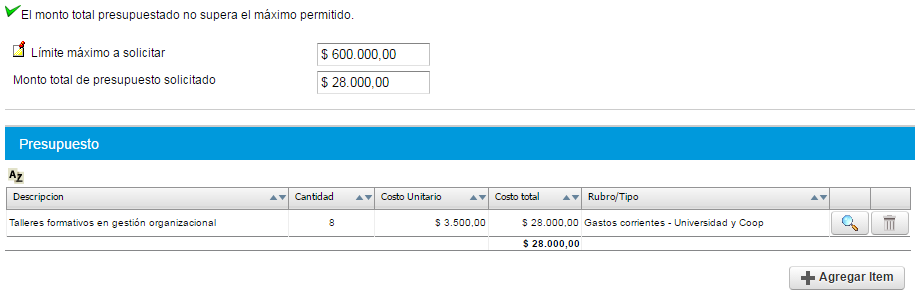 El monto total presupuestado no supera el máximo permitido.
Límite máximo a solicitar $ 600.000,00
Monto total de presupuesto solicitado $ 28.000,00
Presupuesto
AZ
Descripcion Cantidad Costo Unitario Costo total Rubro/Tipo
Talleres formativos en gestión organizacional 8 $ 3.500,00 $ 28.000,00 Gastos corrientes - Universidad y Coop
$ 28.000,00
Agregar Item